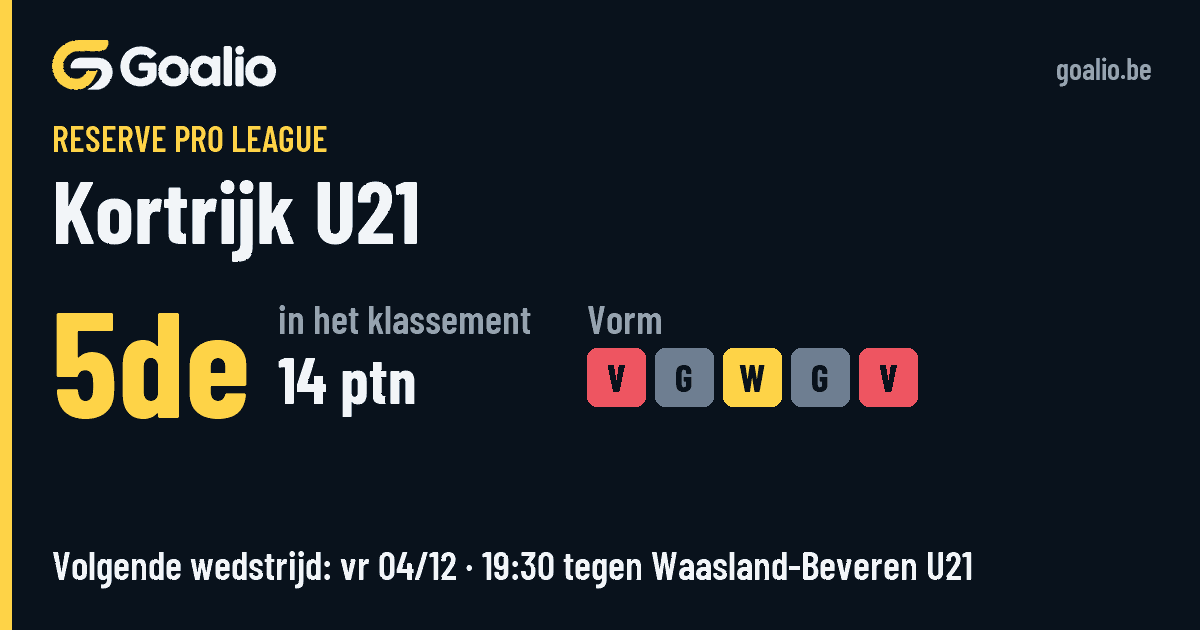 Goalio
goalio.be
RESERVE PRO LEAGUE
Kortrijk U21
5de
in het klassement
14 ptn
Vorm
V G W G V
Volgende wedstrijd: vr 04/12 · 19:30 tegen Waasland-Beveren U21